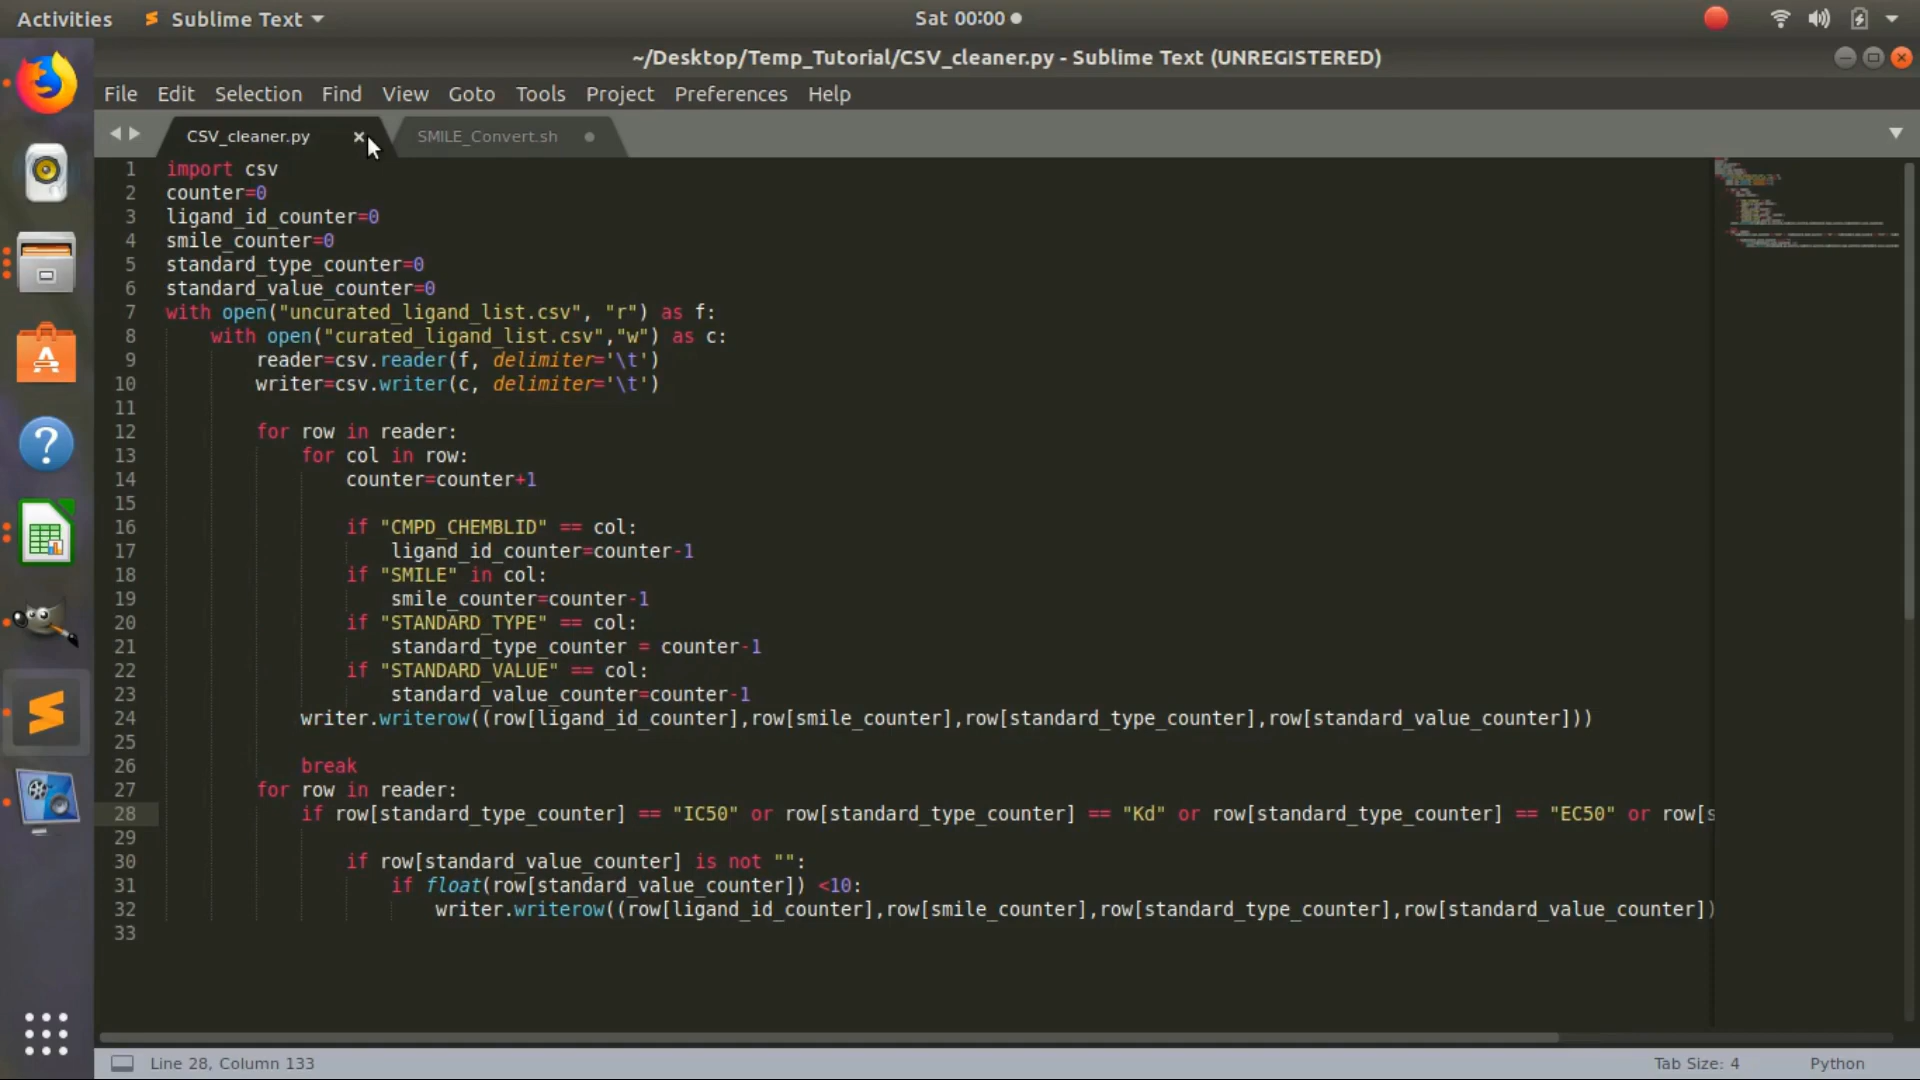 Activities Sublime Text Sat 00:00
~/Desktop/Temp_Tutorial/CSV_cleaner.py - Sublime Text (UNREGISTERED)
File Edit Selection Find View Goto Tools Project Preferences Help
CSV_cleaner.py × SMILE_Convert.sh
1 import csv
2 counter=0
3 ligand_id_counter=0
4 smile_counter=0
5 standard_type_counter=0
6 standard_value_counter=0
7 with open("uncurated_ligand_list.csv", "r") as f:
8     with open("curated_ligand_list.csv","w") as c:
9         reader=csv.reader(f, delimiter='\t')
10         writer=csv.writer(c, delimiter='\t')
11
12         for row in reader:
13             for col in row:
14                 counter=counter+1
15
16                 if "CMPD_CHEMBLID" == col:
17                     ligand_id_counter=counter-1
18                 if "SMILE" in col:
19                     smile_counter=counter-1
20                 if "STANDARD_TYPE" == col:
21                     standard_type_counter = counter-1
22                 if "STANDARD_VALUE" == col:
23                     standard_value_counter=counter-1
24             writer.writerow((row[ligand_id_counter],row[smile_counter],row[standard_type_counter],row[standard_value_counter]))
25
26             break
27         for row in reader:
28             if row[standard_type_counter] == "IC50" or row[standard_type_counter] == "Kd" or row[standard_type_counter] == "EC50" or row[s
29
30                 if row[standard_value_counter] is not "":
31                     if float(row[standard_value_counter]) <10:
32                         writer.writerow((row[ligand_id_counter],row[smile_counter],row[standard_type_counter],row[standard_value_counter])
33
Line 28, Column 133 Tab Size: 4 Python